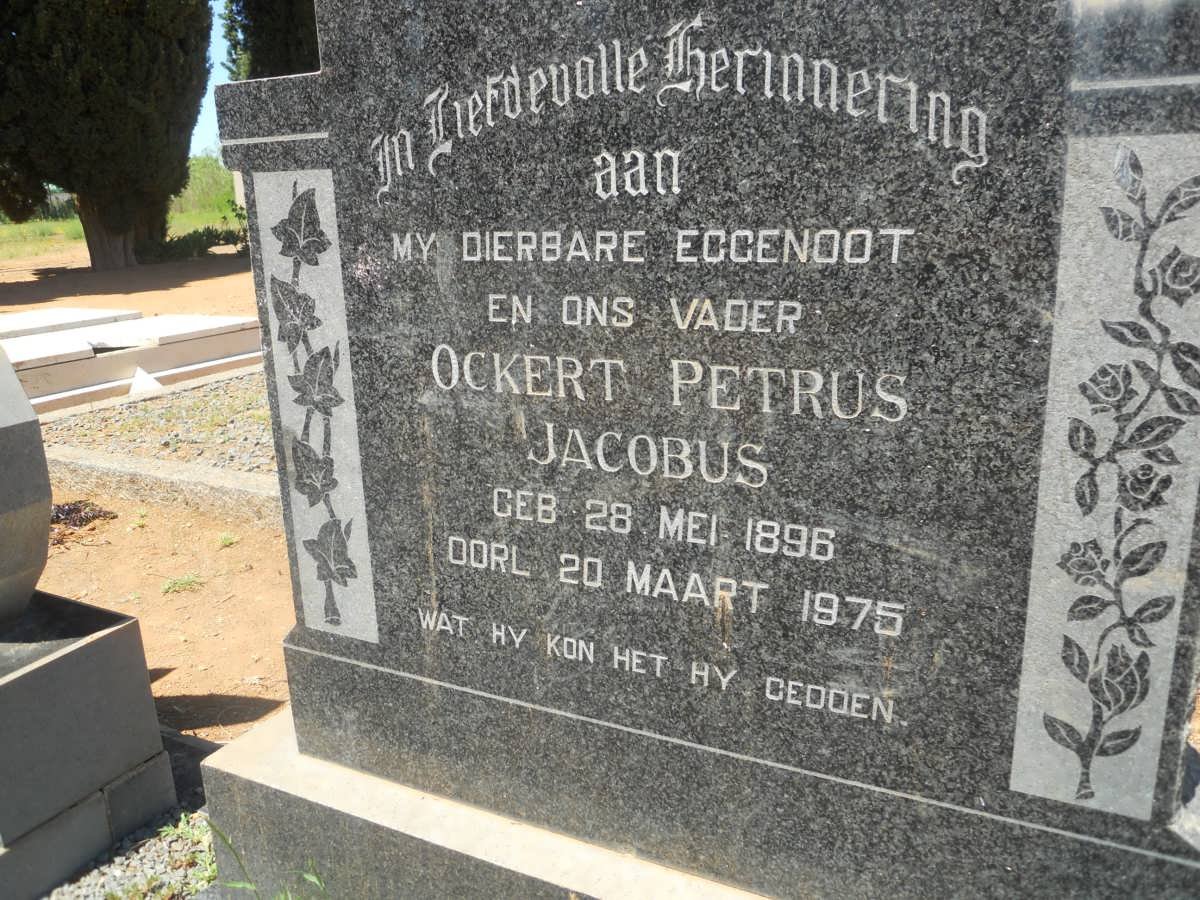 In Liefdevolle Herinnering
aan
MY DIERBARE EGGENOOT
EN ONS VADER
OCKERT PETRUS
JACOBUS
GEB 28 MEI 1896
OORL 20 MAART 1975
WAT HY KON HET HY GEDOEN.